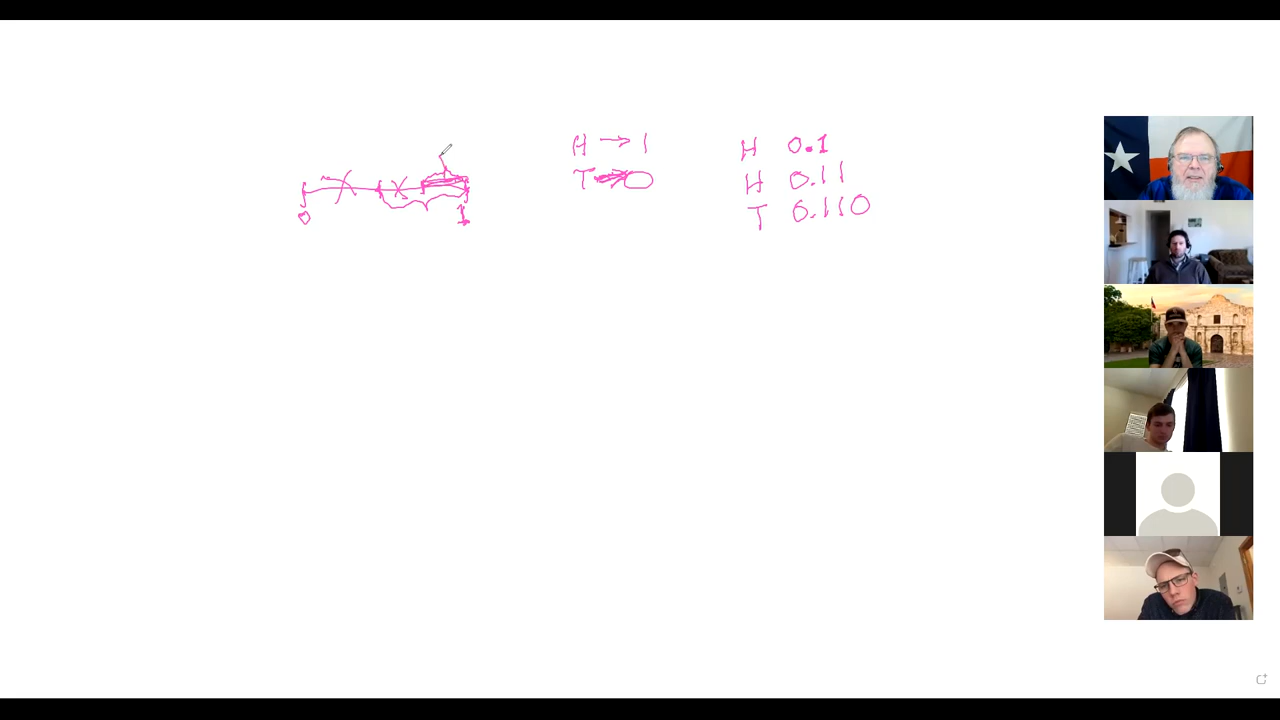 H → 1
T → 0
H 0.1
H 0.11
T 0.110
0 1